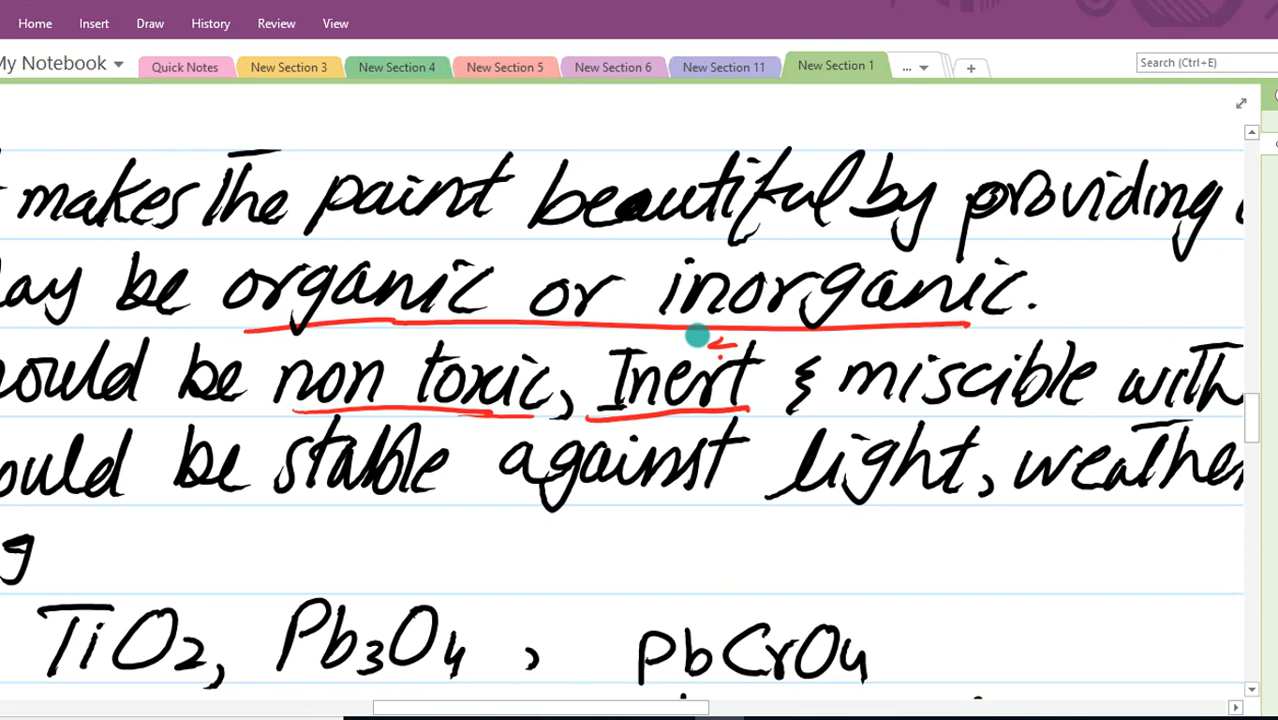 Home Insert Draw History Review View
My Notebook Quick Notes New Section 3 New Section 4 New Section 5 New Section 6 New Section 11 New Section 1 ... + Search (Ctrl+E)
makes The paint beautiful by providing
ay be organic or inorganic.
ould be non toxic, Inert & miscible with
ould be stable against light, weathe
g
TiO2, Pb3O4, pbCrO4